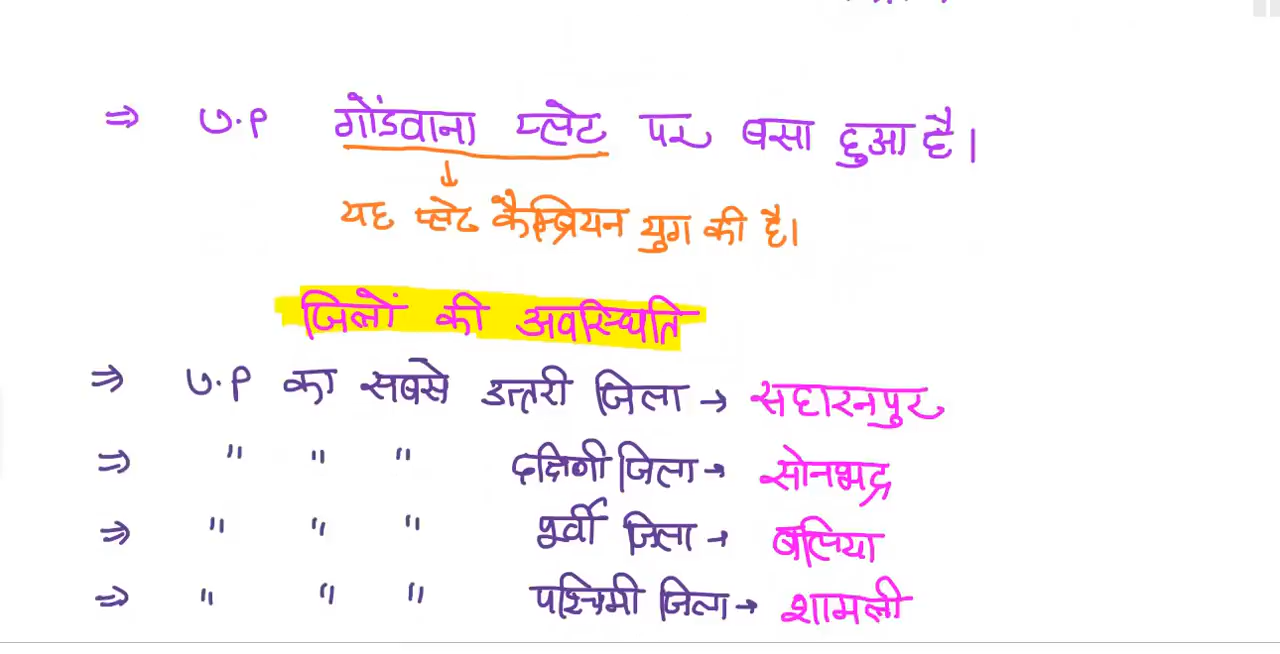 ⇒ U.P गोंडवाना प्लेट पर बसा हुआ है।
↓
यह प्लेट कैम्ब्रियन युग की है।
जिलों की अवस्थिति
⇒ U.P का सबसे उत्तरी जिला → सहारनपुर
⇒ " " " दक्षिणी जिला → सोनभद्र
⇒ " " " पूर्वी जिला → बलिया
⇒ " " " पश्चिमी जिला → शामली